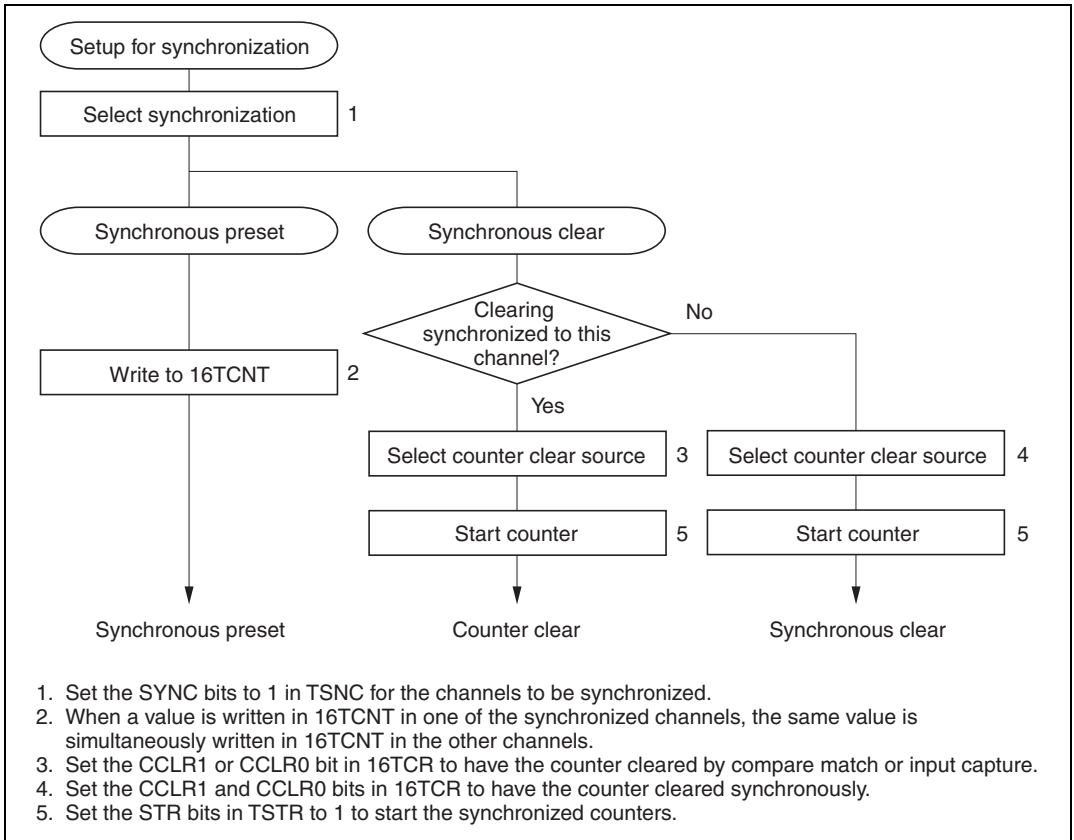 Setup for synchronization
Select synchronization 1
Synchronous preset
Synchronous clear
Clearing
synchronized to this
channel?
No
Write to 16TCNT 2
Yes
Select counter clear source 3
Select counter clear source 4
Start counter 5
Start counter 5
Synchronous preset
Counter clear
Synchronous clear
1. Set the SYNC bits to 1 in TSNC for the channels to be synchronized.
2. When a value is written in 16TCNT in one of the synchronized channels, the same value is
simultaneously written in 16TCNT in the other channels.
3. Set the CCLR1 or CCLR0 bit in 16TCR to have the counter cleared by compare match or input capture.
4. Set the CCLR1 and CCLR0 bits in 16TCR to have the counter cleared synchronously.
5. Set the STR bits in TSTR to 1 to start the synchronized counters.